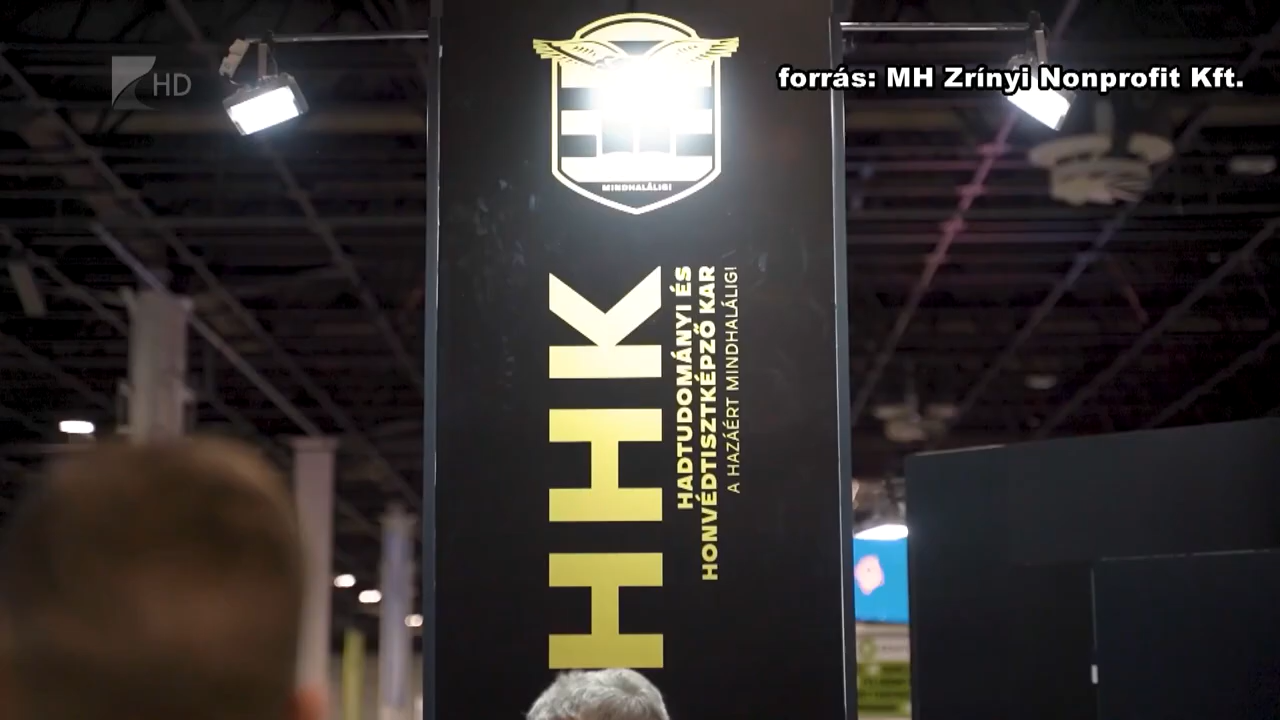 HD
forrás: MH Zrínyi Nonprofit Kft.
MINDHALÁLIG!
HHK
HADTUDOMÁNYI ÉS
HONVÉDTISZTKÉPZŐ KAR
A HAZÁÉRT MINDHALÁLIG!